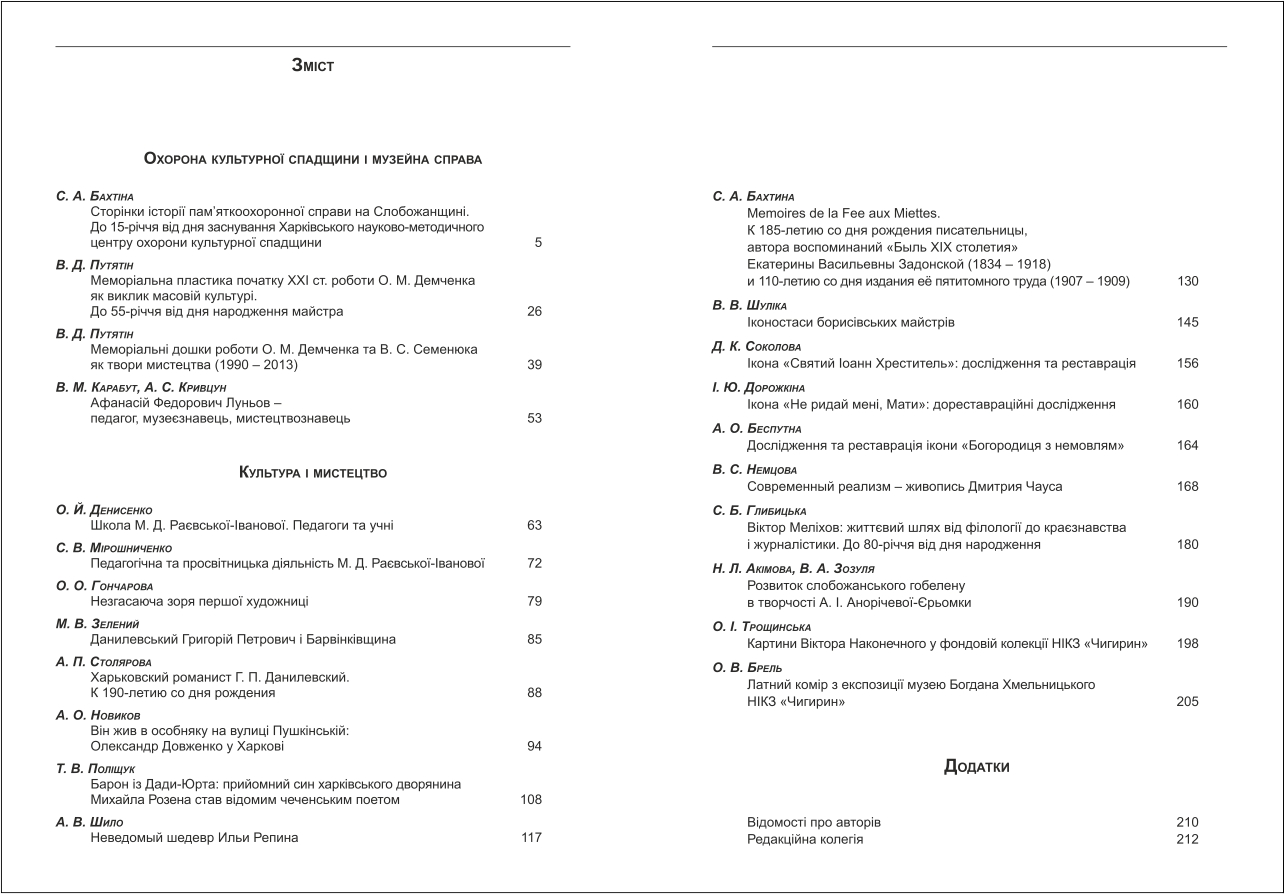 Зміст
Охорона культурної спадщини і музейна справа
С. А. Бахтіна
Сторінки історії пам’яткоохоронної справи на Слобожанщині.
До 15-річчя від дня заснування Харківського науково-методичного
центру охорони культурної спадщини 5
В. Д. Путятін
Меморіальна пластика початку XXI ст. роботи О. М. Демченка
як виклик масовій культурі.
До 55-річчя від дня народження майстра 26
В. Д. Путятін
Меморіальні дошки роботи О. М. Демченка та В. С. Семенюка
як твори мистецтва (1990 – 2013) 39
В. М. Карабут, А. С. Кривцун
Афанасій Федорович Луньов –
педагог, музеєзнавець, мистецтвознавець 53
Культура і мистецтво
О. Й. Денисенко
Школа М. Д. Раєвської-Іванової. Педагоги та учні 63
С. В. Мірошниченко
Педагогічна та просвітницька діяльність М. Д. Раєвської-Іванової 72
О. О. Гончарова
Незгасаюча зоря першої художниці 79
М. В. Зелений
Данилевський Григорій Петрович і Барвінківщина 85
А. П. Столярова
Харьковский романист Г. П. Данилевский.
К 190-летию со дня рождения 88
А. О. Новиков
Він жив в особняку на вулиці Пушкінській:
Олександр Довженко у Харкові 94
Т. В. Поліщук
Барон із Дади-Юрта: прийомний син харківського дворянина
Михайла Розена став відомим чеченським поетом 108
А. В. Шило
Неведомый шедевр Ильи Репина 117
С. А. Бахтина
Memoires de la Fee aux Miettes.
К 185-летию со дня рождения писательницы,
автора воспоминаний «Быль XIX столетия»
Екатерины Васильевны Задонской (1834 – 1918)
и 110-летию со дня издания её пятитомного труда (1907 – 1909) 130
В. В. Шуліка
Іконостаси борисівських майстрів 145
Д. К. Соколова
Ікона «Святий Іоанн Хреститель»: дослідження та реставрація 156
І. Ю. Дорожкіна
Ікона «Не ридай мені, Мати»: дореставраційні дослідження 160
А. О. Беспутна
Дослідження та реставрація ікони «Богородиця з немовлям» 164
В. С. Немцова
Современный реализм – живопись Дмитрия Чауса 168
С. Б. Глибицька
Віктор Меліхов: життєвий шлях від філології до краєзнавства
і журналістики. До 80-річчя від дня народження 180
Н. Л. Акімова, В. А. Зозуля
Розвиток слобожанського гобелену
в творчості А. І. Анорічевої-Єрьомки 190
О. І. Трощинська
Картини Віктора Наконечного у фондовій колекції НІКЗ «Чигирин» 198
О. В. Брель
Латний комір з експозиції музею Богдана Хмельницького
НІКЗ «Чигирин» 205
Додатки
Відомості про авторів 210
Редакційна колегія 212